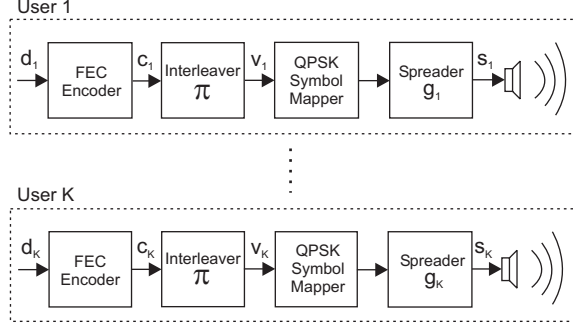 User 1
d1
FEC
Encoder
c1
Interleaver
π
v1
QPSK
Symbol
Mapper
Spreader
g1
s1
User K
dK
FEC
Encoder
cK
Interleaver
π
vK
QPSK
Symbol
Mapper
Spreader
gK
sK